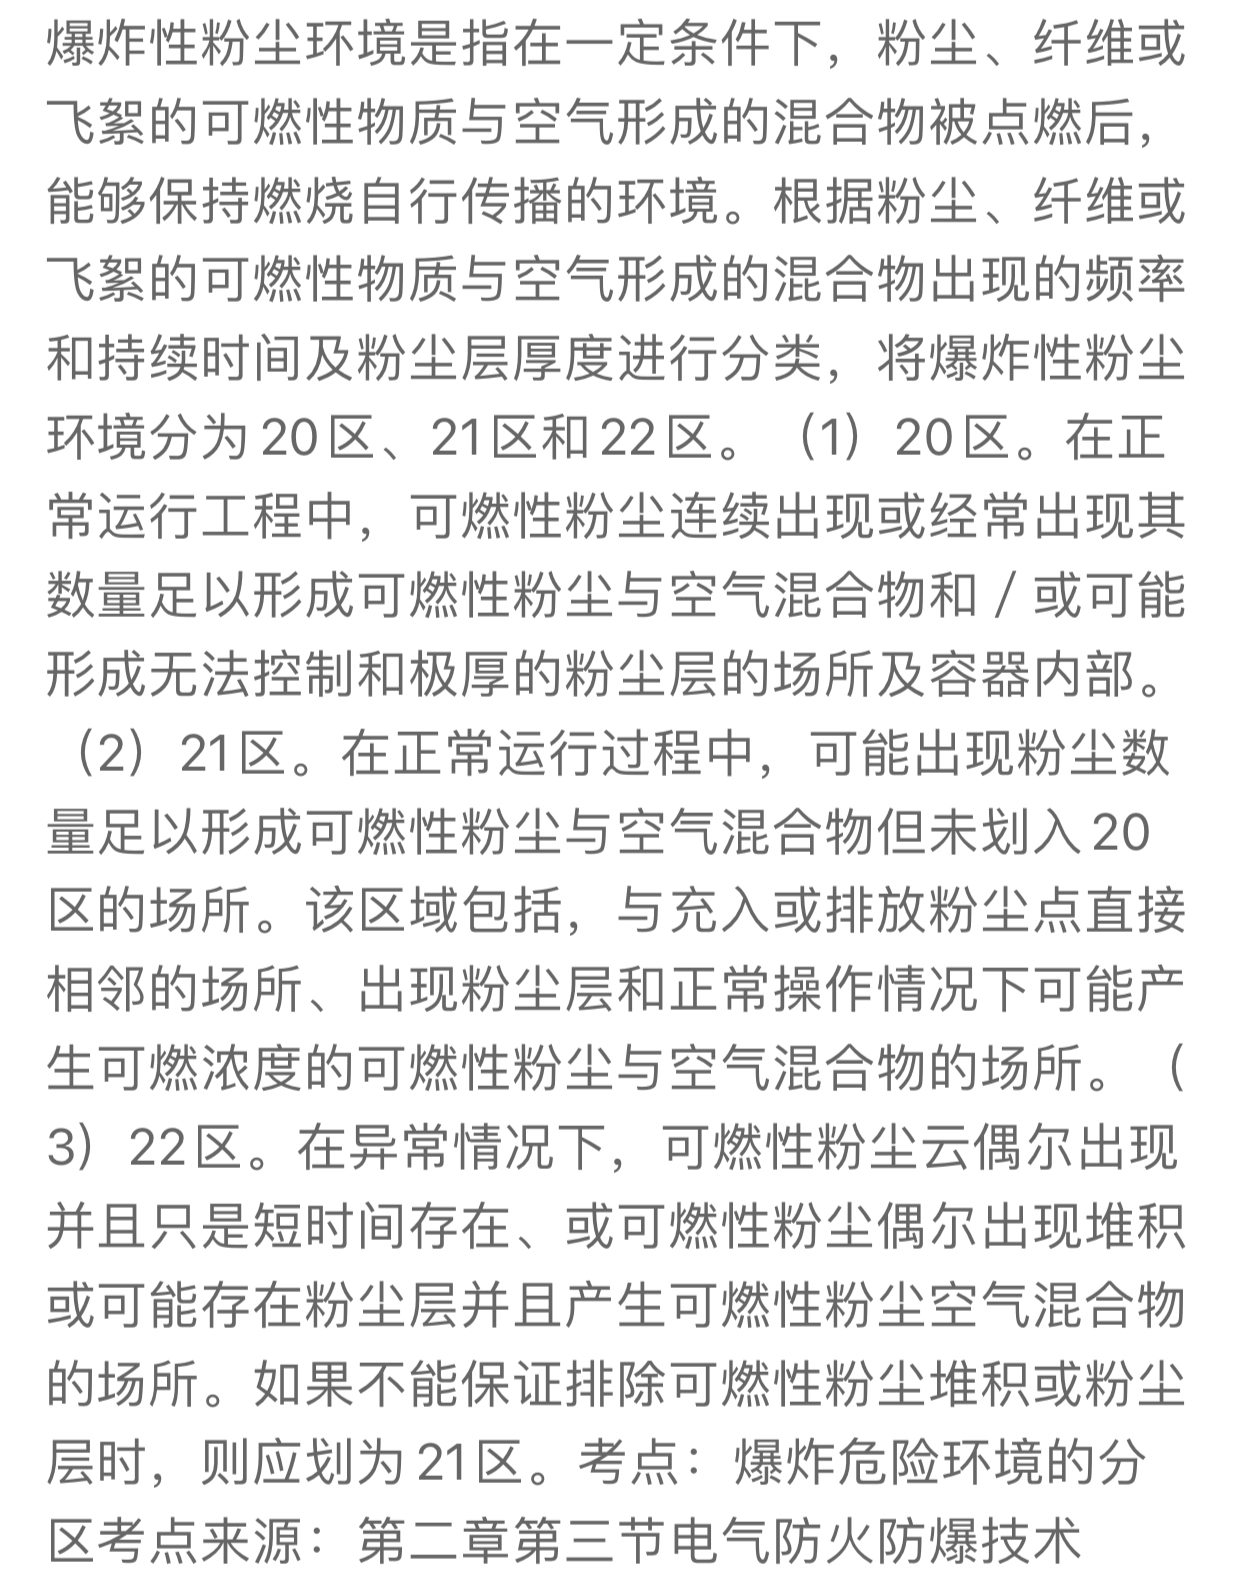 爆炸性粉尘环境是指在一定条件下，粉尘、纤维或
飞絮的可燃性物质与空气形成的混合物被点燃后，
能够保持燃烧自行传播的环境。根据粉尘、纤维或
飞絮的可燃性物质与空气形成的混合物出现的频率
和持续时间及粉尘层厚度进行分类，将爆炸性粉尘
环境分为20区、21区和22区。（1）20区。在正
常运行工程中，可燃性粉尘连续出现或经常出现其
数量足以形成可燃性粉尘与空气混合物和／或可能
形成无法控制和极厚的粉尘层的场所及容器内部。
（2）21区。在正常运行过程中，可能出现粉尘数
量足以形成可燃性粉尘与空气混合物但未划入20
区的场所。该区域包括，与充入或排放粉尘点直接
相邻的场所、出现粉尘层和正常操作情况下可能产
生可燃浓度的可燃性粉尘与空气混合物的场所。（
3）22区。在异常情况下，可燃性粉尘云偶尔出现
并且只是短时间存在、或可燃性粉尘偶尔出现堆积
或可能存在粉尘层并且产生可燃性粉尘空气混合物
的场所。如果不能保证排除可燃性粉尘堆积或粉尘
层时，则应划为21区。考点：爆炸危险环境的分
区考点来源：第二章第三节电气防火防爆技术